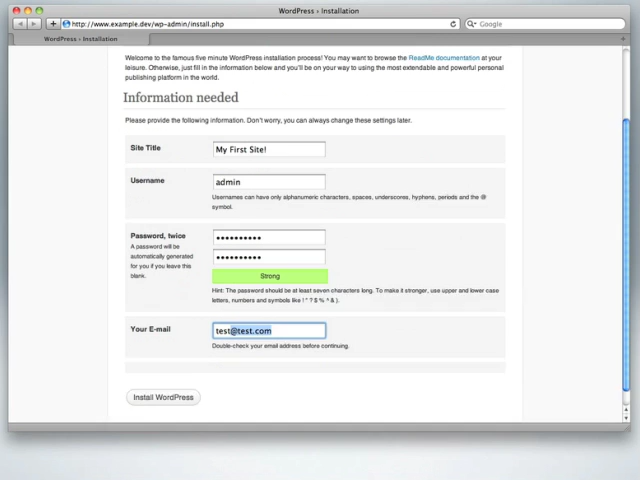 WordPress › Installation
http://www.example.dev/wp-admin/install.php
Google
WordPress › Installation
Welcome to the famous five minute WordPress installation process! You may want to browse the ReadMe documentation at your
leisure. Otherwise, just fill in the information below and you'll be on your way to using the most extendable and powerful personal
publishing platform in the world.
Information needed
Please provide the following information. Don't worry, you can always change these settings later.
Site Title
My First Site!
Username
admin
Usernames can have only alphanumeric characters, spaces, underscores, hyphens, periods and the @
symbol.
Password, twice
A password will be
automatically generated
for you if you leave this
blank.
••••••••••
••••••••••
Strong
Hint: The password should be at least seven characters long. To make it stronger, use upper and lower case
letters, numbers and symbols like ! " ? $ % ^ & ).
Your E-mail
test@test.com
Double-check your email address before continuing.
Install WordPress